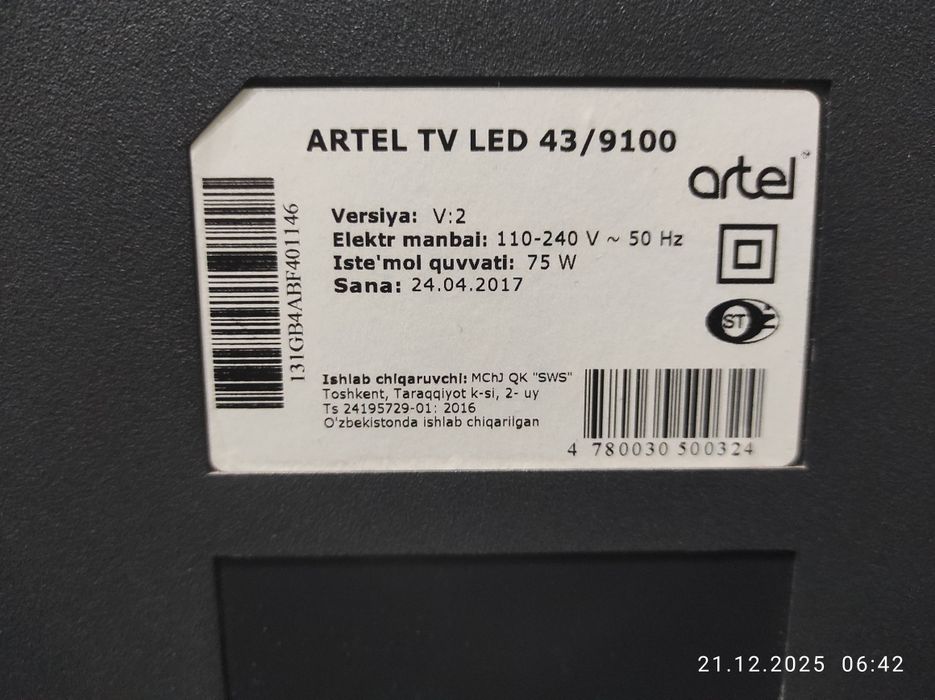 ARTEL TV LED 43/9100
artel
Versiya: V:2
Elektr manbai: 110-240 V ~ 50 Hz
Iste'mol quvvati: 75 W
Sana: 24.04.2017
131GB4ABF401146
ST
Ishlab chiqaruvchi: MChJ QK "SWS"
Toshkent, Taraqqiyot k-si, 2- uy
Ts 24195729-01: 2016
O'zbekistonda ishlab chiqarilgan
4 780030 500324
21.12.2025 06:42